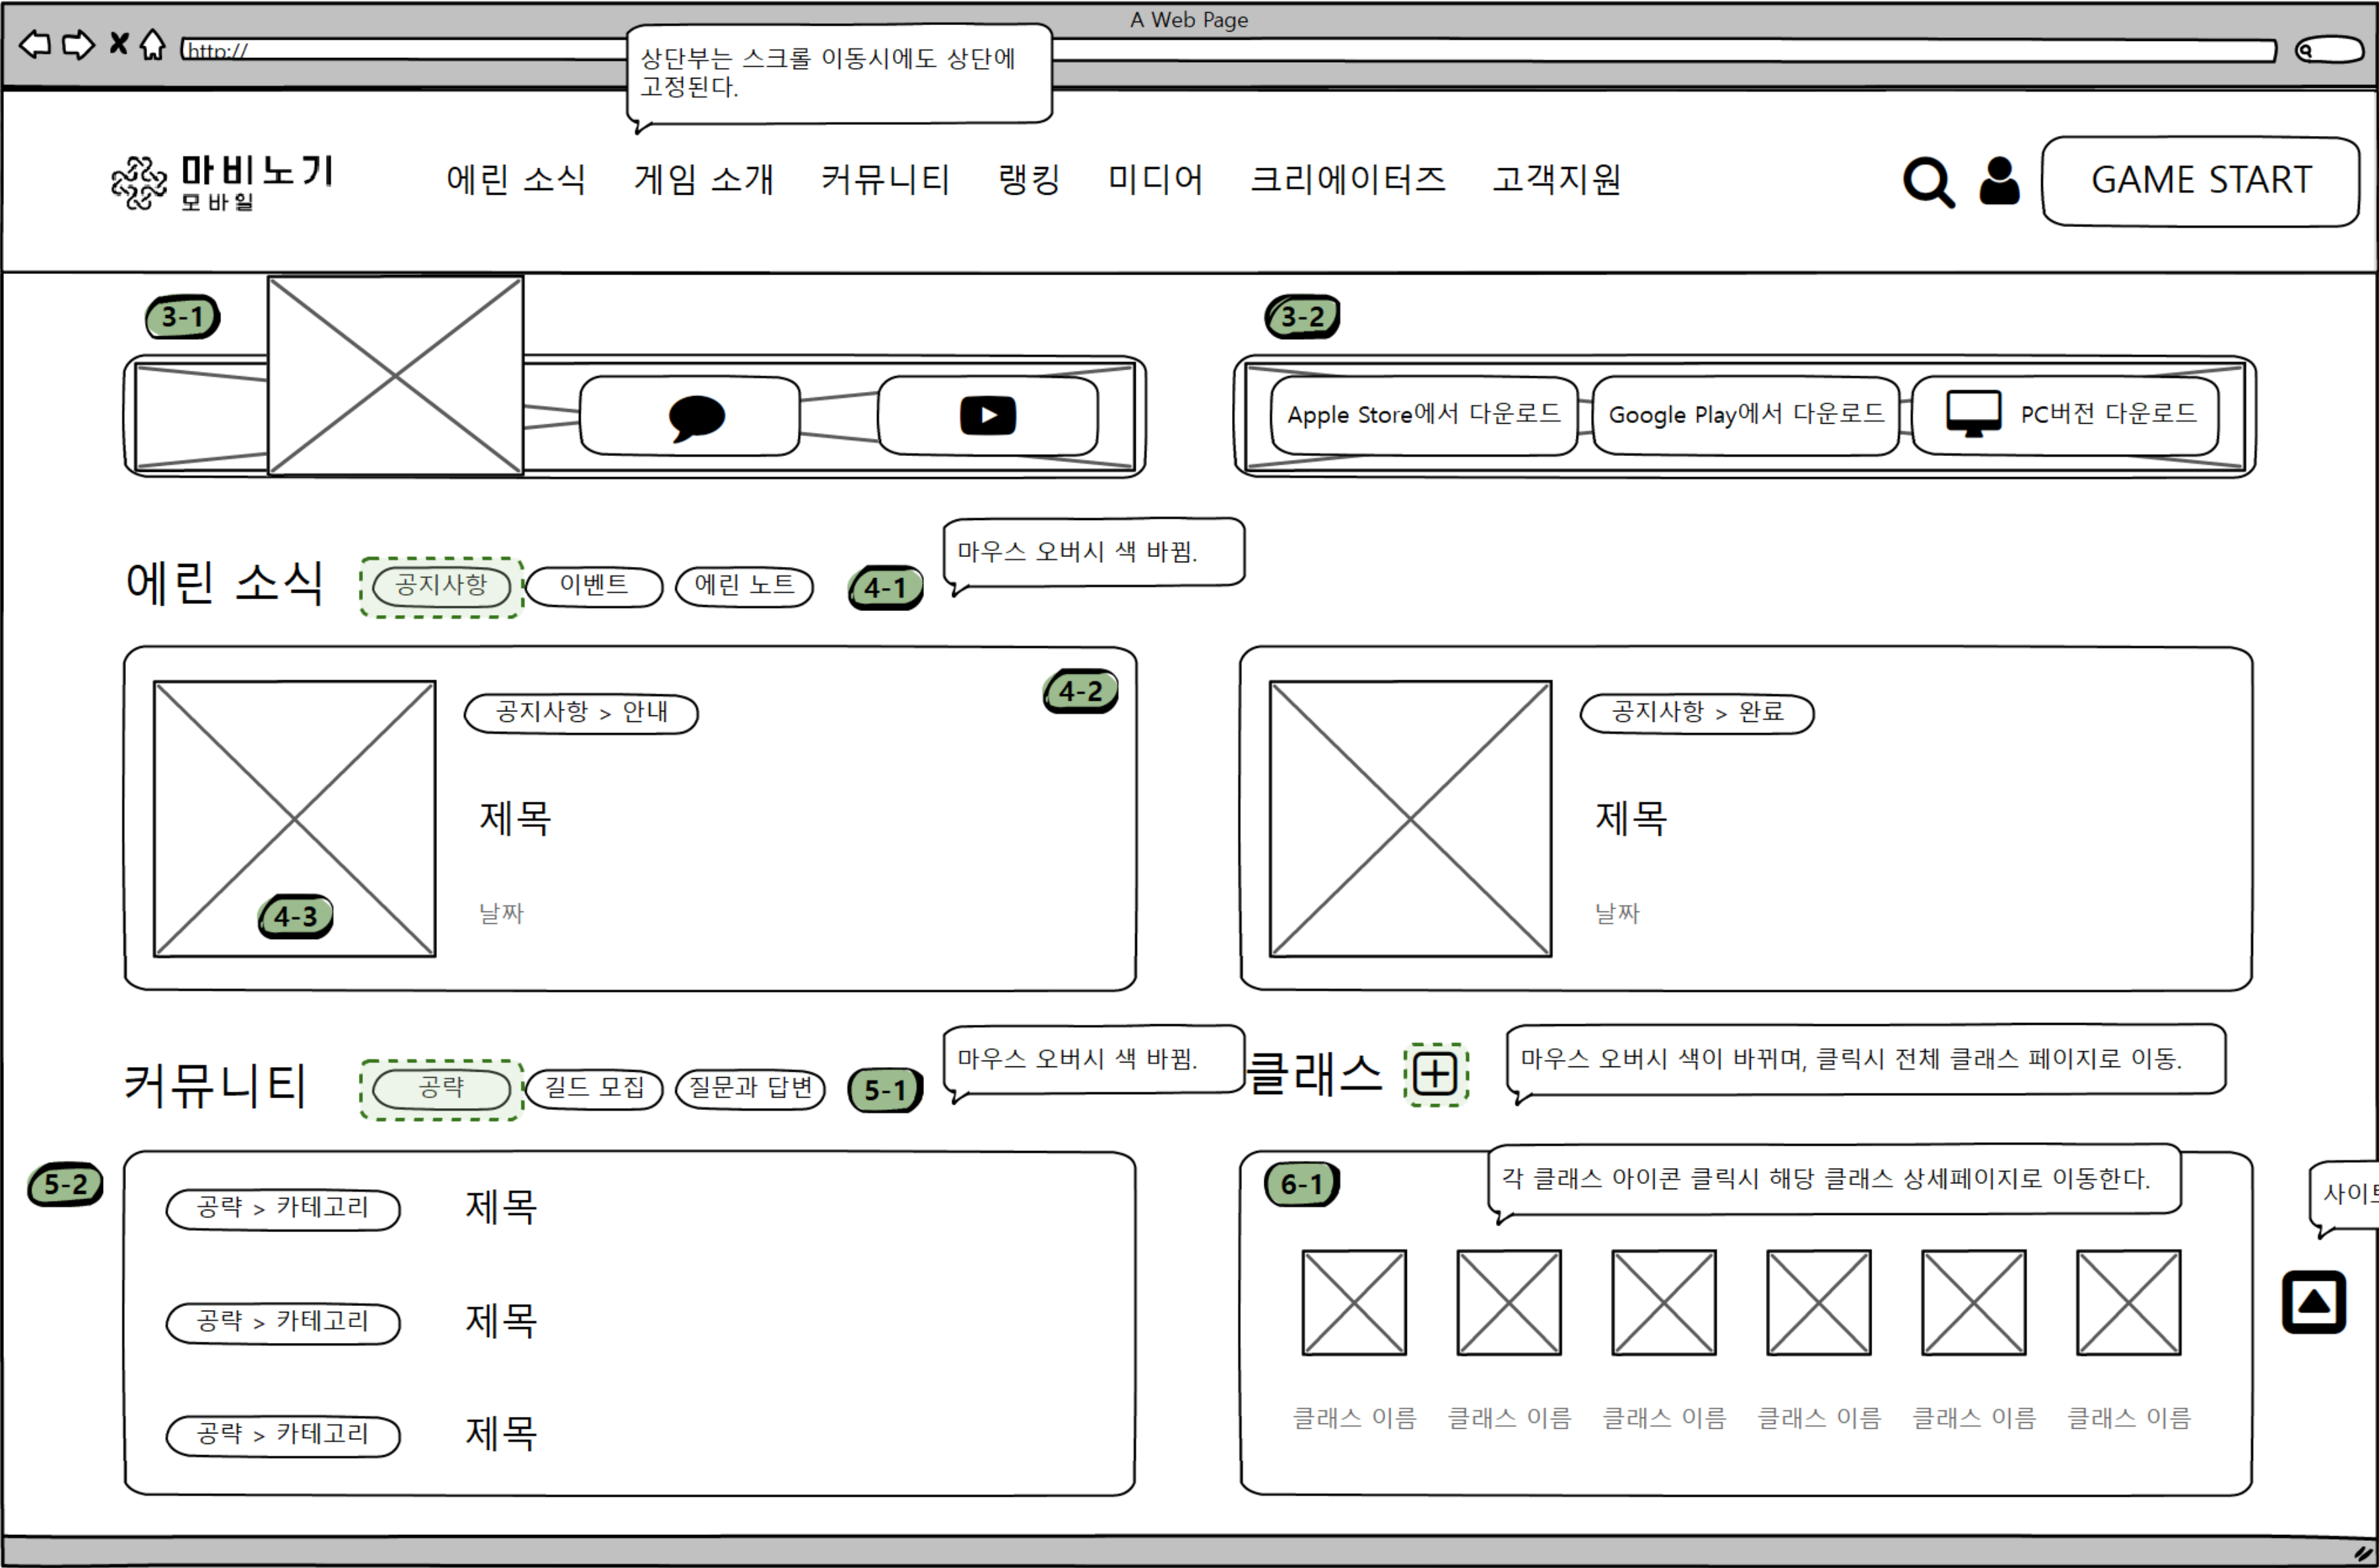 A Web Page
http://
상단부는 스크롤 이동시에도 상단에
고정된다.
마비노기
모바일
에린 소식 게임 소개 커뮤니티 랭킹 미디어 크리에이터즈 고객지원
GAME START
3-1
3-2
Apple Store에서 다운로드
Google Play에서 다운로드
PC버전 다운로드
에린 소식
공지사항
이벤트
에린 노트
4-1
마우스 오버시 색 바뀜.
공지사항 > 안내
4-2
제목
4-3
날짜
공지사항 > 완료
제목
날짜
커뮤니티
공략
길드 모집
질문과 답변
5-1
마우스 오버시 색 바뀜.
클래스
마우스 오버시 색이 바뀌며, 클릭시 전체 클래스 페이지로 이동.
5-2
공략 > 카테고리 제목
공략 > 카테고리 제목
공략 > 카테고리 제목
6-1
각 클래스 아이콘 클릭시 해당 클래스 상세페이지로 이동한다.
클래스 이름 클래스 이름 클래스 이름 클래스 이름 클래스 이름 클래스 이름